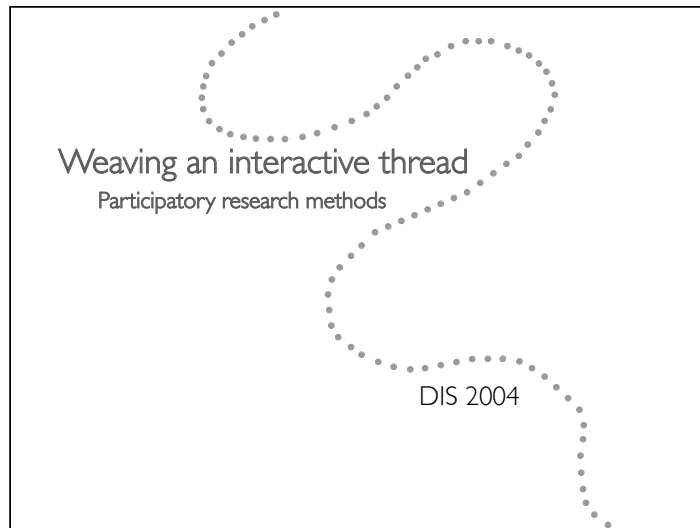 Weaving an interactive thread
Participatory research methods
DIS 2004